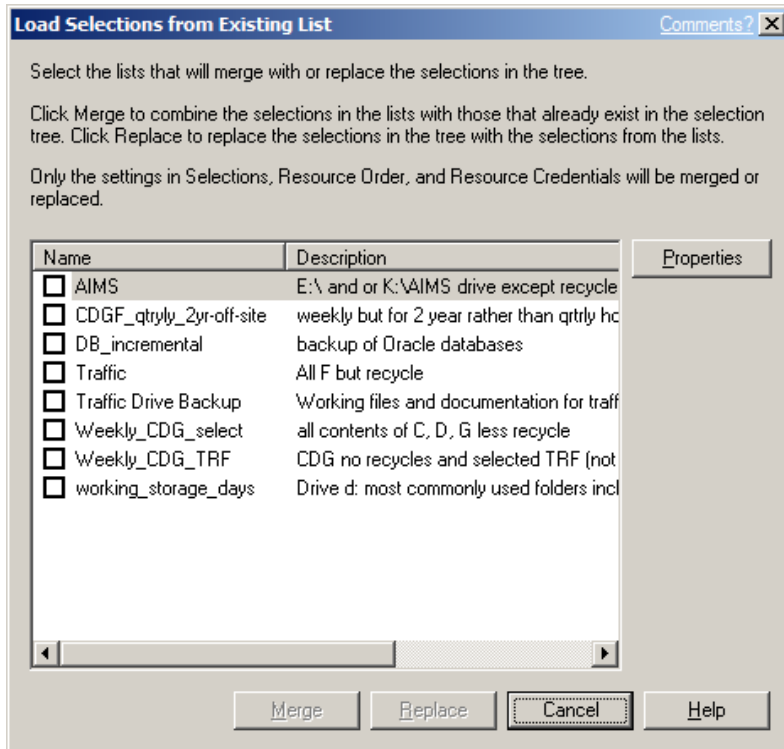 Load Selections from Existing List Comments?
Select the lists that will merge with or replace the selections in the tree.
Click Merge to combine the selections in the lists with those that already exist in the selection
tree. Click Replace to replace the selections in the tree with the selections from the lists.
Only the settings in Selections, Resource Order, and Resource Credentials will be merged or
replaced.
Name Description Properties
AIMS E:\ and or K:\AIMS drive except recycle
CDGF_qtryly_2yr-off-site weekly but for 2 year rather than qrtrly hc
DB_incremental backup of Oracle databases
Traffic All F but recycle
Traffic Drive Backup Working files and documentation for traff
Weekly_CDG_select all contents of C, D, G less recycle
Weekly_CDG_TRF CDG no recycles and selected TRF (not
working_storage_days Drive d: most commonly used folders incl
Merge Replace Cancel Help